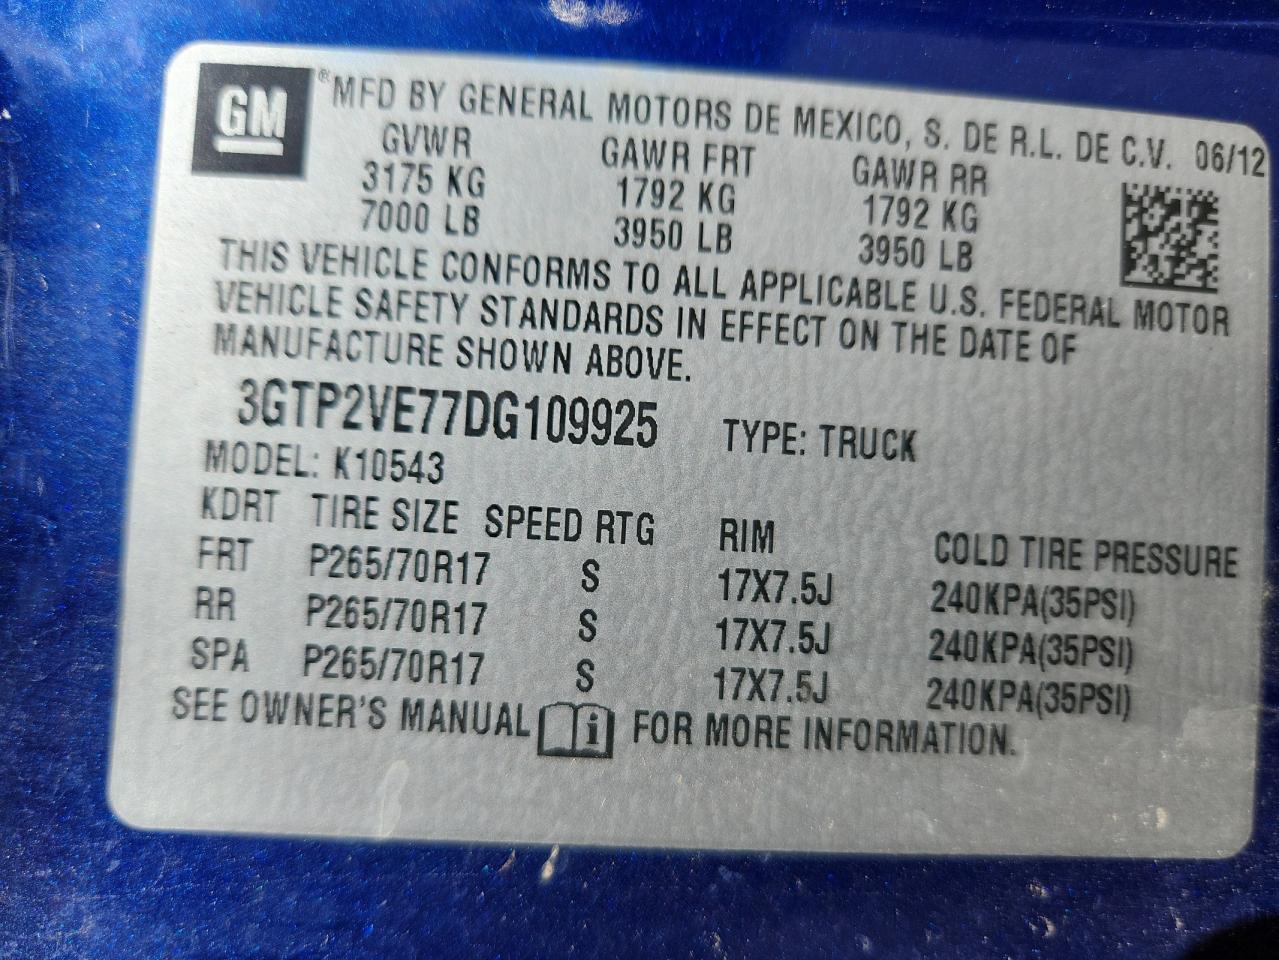 GM ® MFD BY GENERAL MOTORS DE MEXICO, S. DE R.L. DE C.V. 06/12
GVWR GAWR FRT GAWR RR
3175 KG 1792 KG 1792 KG
7000 LB 3950 LB 3950 LB
THIS VEHICLE CONFORMS TO ALL APPLICABLE U.S. FEDERAL MOTOR
VEHICLE SAFETY STANDARDS IN EFFECT ON THE DATE OF
MANUFACTURE SHOWN ABOVE.
3GTP2VE77DG109925 TYPE: TRUCK
MODEL: K10543
KDRT TIRE SIZE SPEED RTG RIM COLD TIRE PRESSURE
FRT P265/70R17 S 17X7.5J 240KPA(35PSI)
RR P265/70R17 S 17X7.5J 240KPA(35PSI)
SPA P265/70R17 S 17X7.5J 240KPA(35PSI)
SEE OWNER'S MANUAL i FOR MORE INFORMATION.